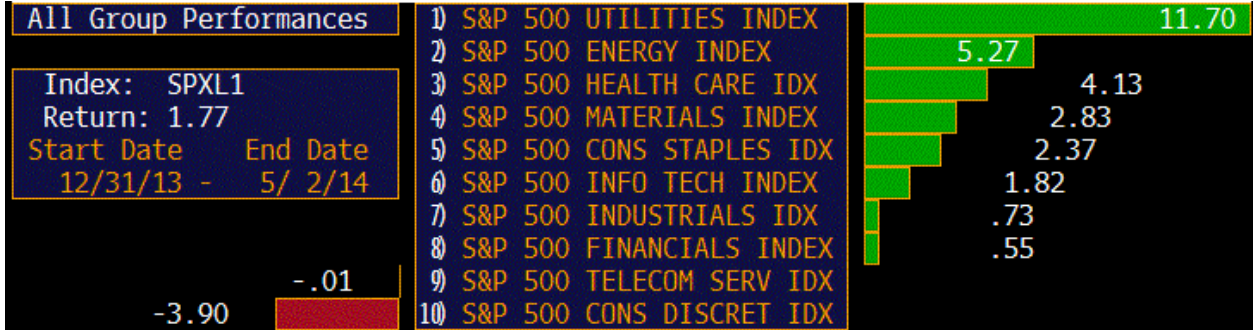 All Group Performances
Index: SPXL1
Return: 1.77
Start Date End Date
12/31/13 - 5/ 2/14
1) S&P 500 UTILITIES INDEX 11.70
2) S&P 500 ENERGY INDEX 5.27
3) S&P 500 HEALTH CARE IDX 4.13
4) S&P 500 MATERIALS INDEX 2.83
5) S&P 500 CONS STAPLES IDX 2.37
6) S&P 500 INFO TECH INDEX 1.82
7) S&P 500 INDUSTRIALS IDX .73
8) S&P 500 FINANCIALS INDEX .55
-.01 9) S&P 500 TELECOM SERV IDX
-3.90 10) S&P 500 CONS DISCRET IDX